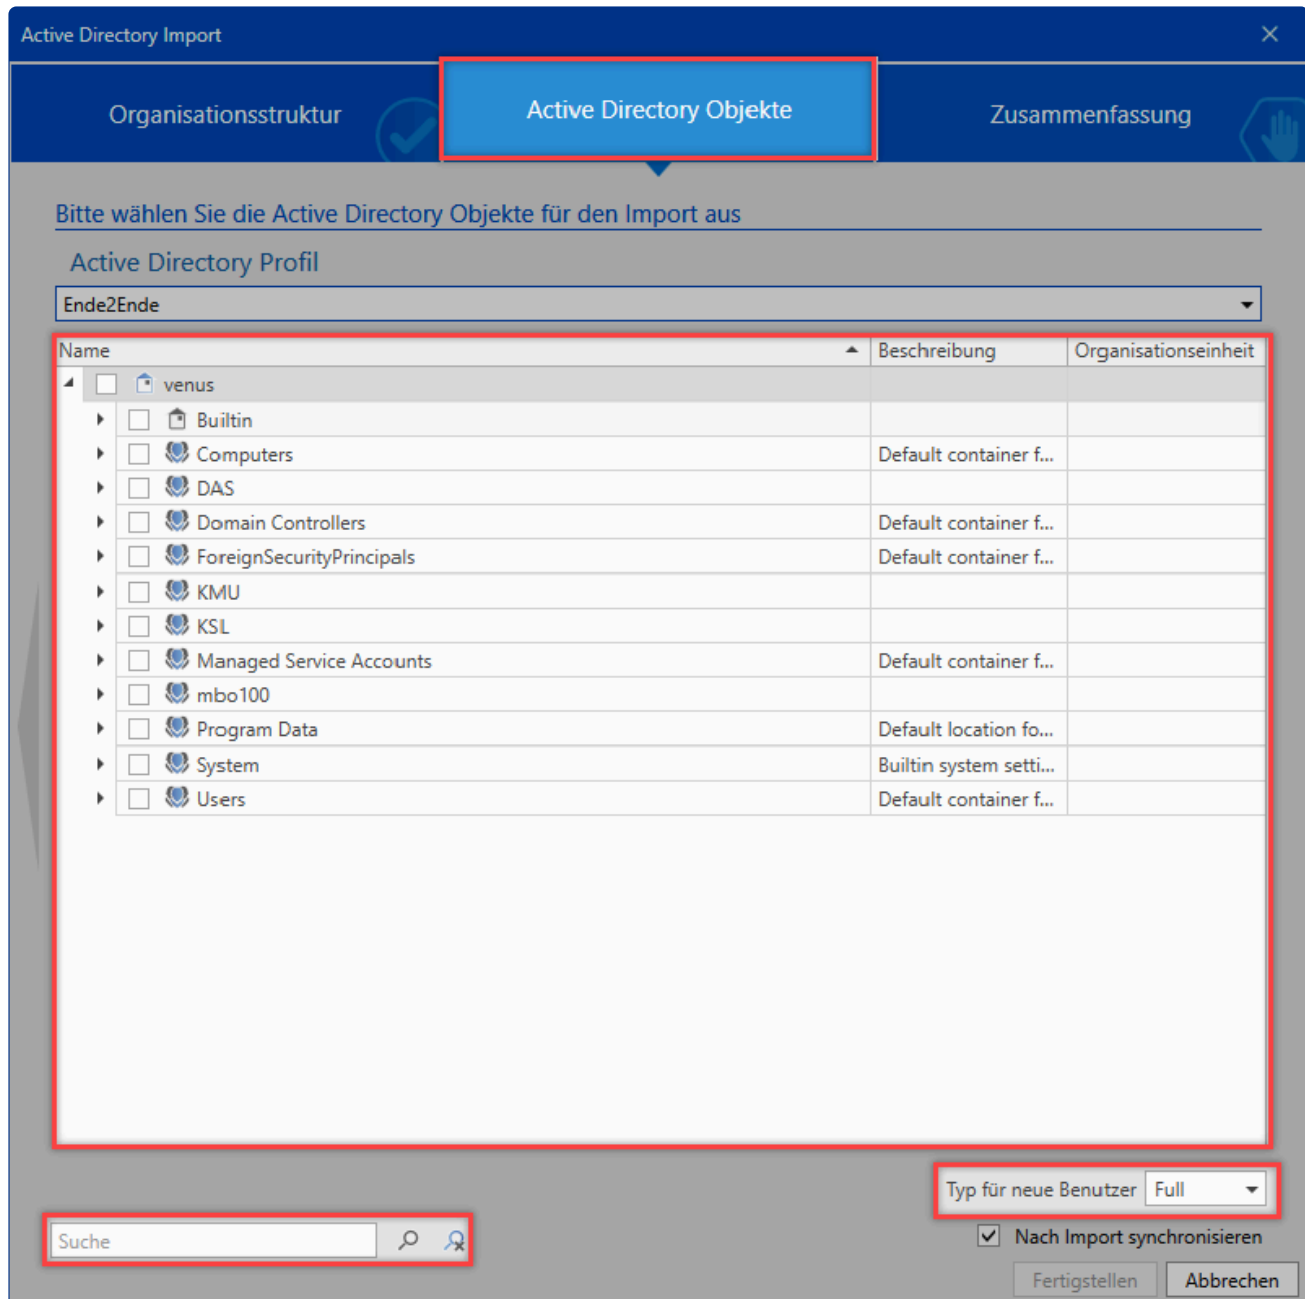 Active Directory Import
Organisationsstruktur
Active Directory Objekte
Zusammenfassung
Bitte wählen Sie die Active Directory Objekte für den Import aus
Active Directory Profil
Ende2Ende
Name Beschreibung Organisationseinheit
venus
Builtin
Computers Default container f...
DAS
Domain Controllers Default container f...
ForeignSecurityPrincipals Default container f...
KMU
KSL
Managed Service Accounts Default container f...
mbo100
Program Data Default location fo...
System Builtin system setti...
Users Default container f...
Typ für neue Benutzer Full
Suche
Nach Import synchronisieren
Fertigstellen Abbrechen